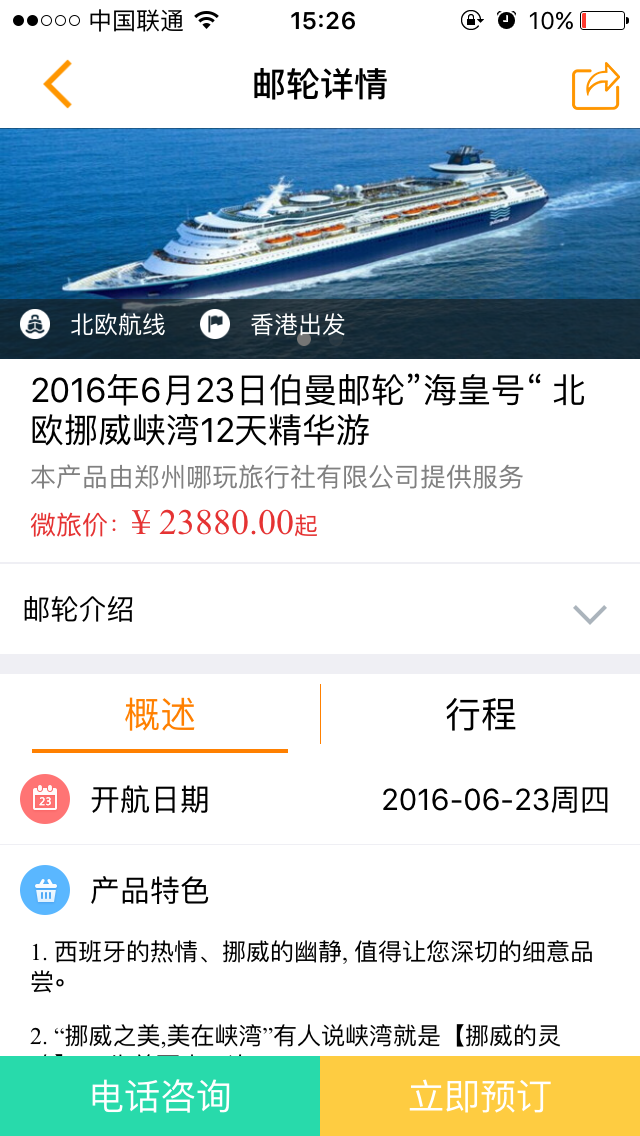 中国联通 15:26 10%
邮轮详情
北欧航线 香港出发
2016年6月23日伯曼邮轮”海皇号“ 北
欧挪威峡湾12天精华游
本产品由郑州哪玩旅行社有限公司提供服务
微旅价：¥ 23880.00起
邮轮介绍
概述 行程
23 开航日期 2016-06-23周四
产品特色
1. 西班牙的热情、挪威的幽静, 值得让您深切的细意品
尝。
2. “挪威之美,美在峡湾”有人说峡湾就是【挪威的灵
电话咨询 立即预订